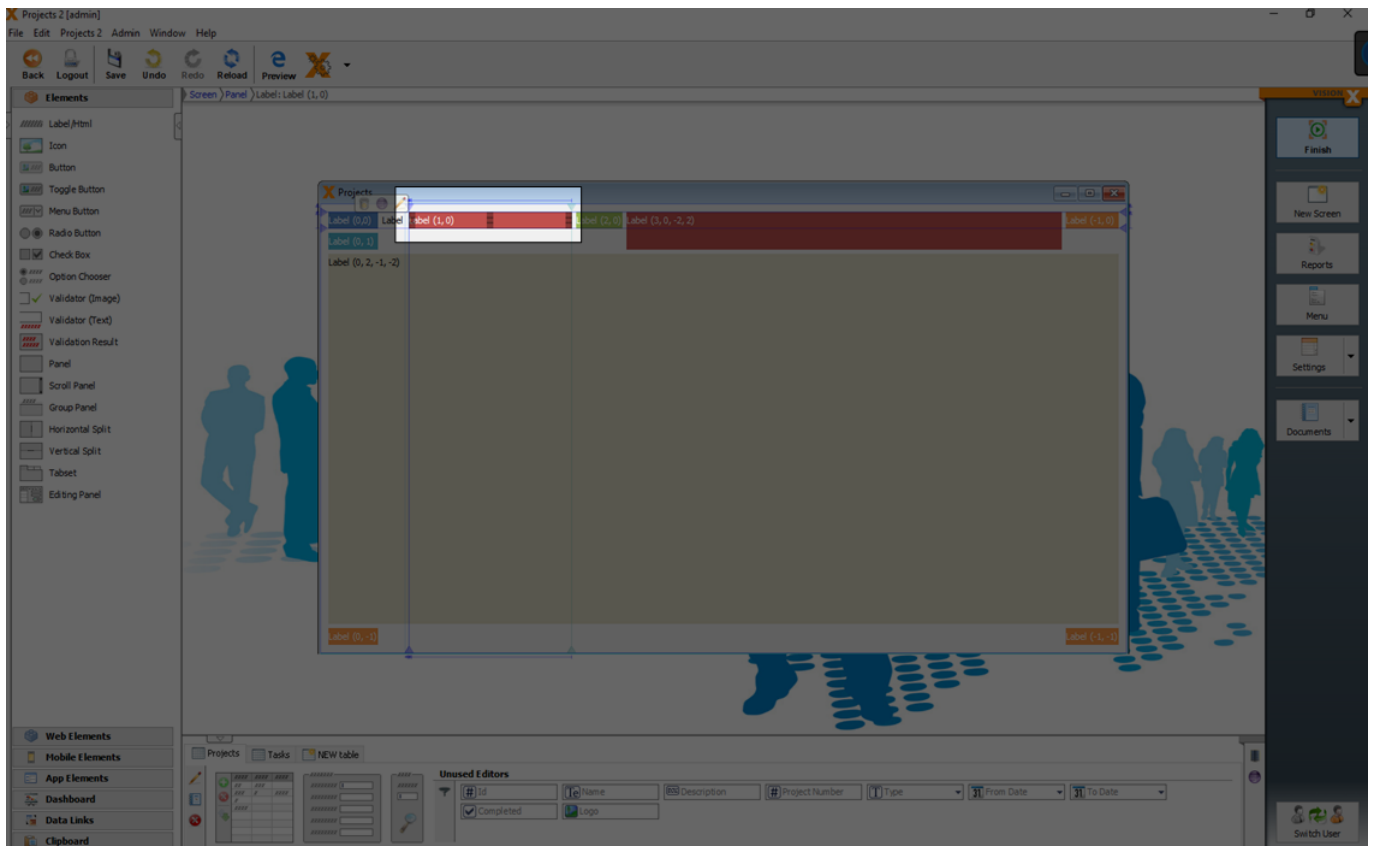 Projects 2 [admin]
File Edit Projects 2 Admin Window Help
Back Logout Save Undo Redo Reload Preview
Elements
Screen Panel Label: Label (1, 0)
VISION X
Label/Html
Icon
Button
Toggle Button
Menu Button
Radio Button
Check Box
Option Chooser
Validator (Image)
Validator (Text)
Validation Result
Panel
Scroll Panel
Group Panel
Horizontal Split
Vertical Split
Tabset
Editing Panel
Projects
Label (0,0) Label Label (1, 0) Label (2, 0) Label (3, 0, -2, 2) Label (-1, 0)
Label (0, 1)
Label (0, 2, -1, -2)
Label (0, -1) Label (-1, -1)
Finish
New Screen
Reports
Menu
Settings
Documents
Web Elements
Mobile Elements
App Elements
Dashboard
Data Links
Clipboard
Projects Tasks NEW table
Unused Editors
Id Name Description Project Number Type From Date To Date
Completed Logo
Switch User